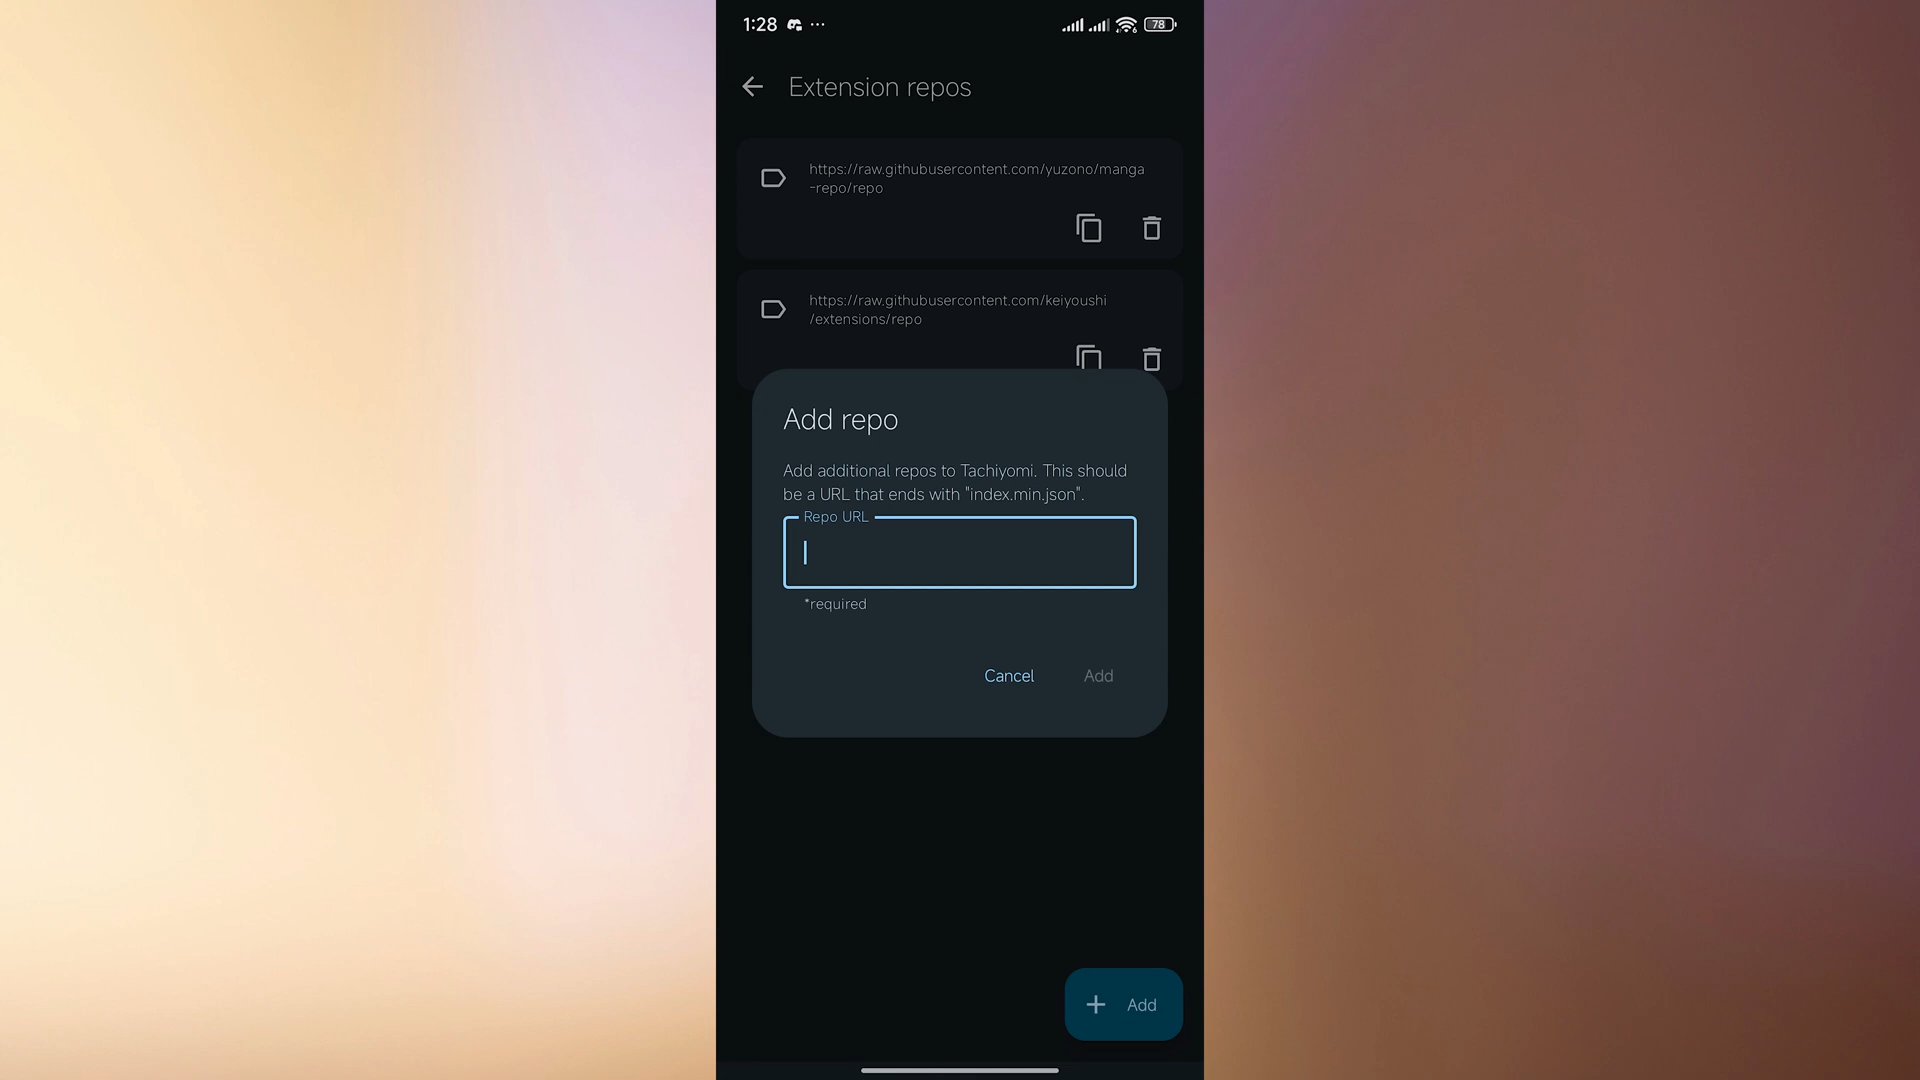 1:28
78
Extension repos
https://raw.githubusercontent.com/yuzono/manga
-repo/repo
https://raw.githubusercontent.com/keiyoushi
/extensions/repo
Add repo
Add additional repos to Tachiyomi. This should
be a URL that ends with "index.min.json".
Repo URL
*required
Cancel
Add
Add